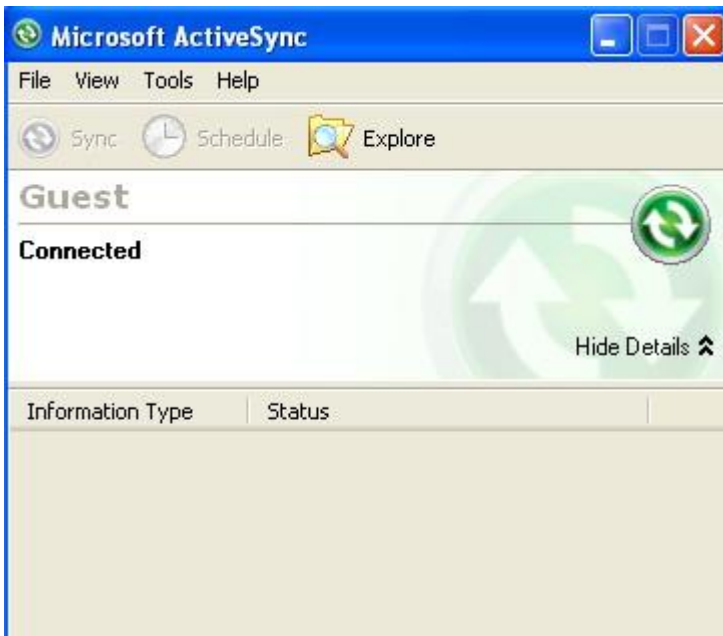 Microsoft ActiveSync
File View Tools Help
Sync Schedule Explore
Guest
Connected
Hide Details
Information Type Status